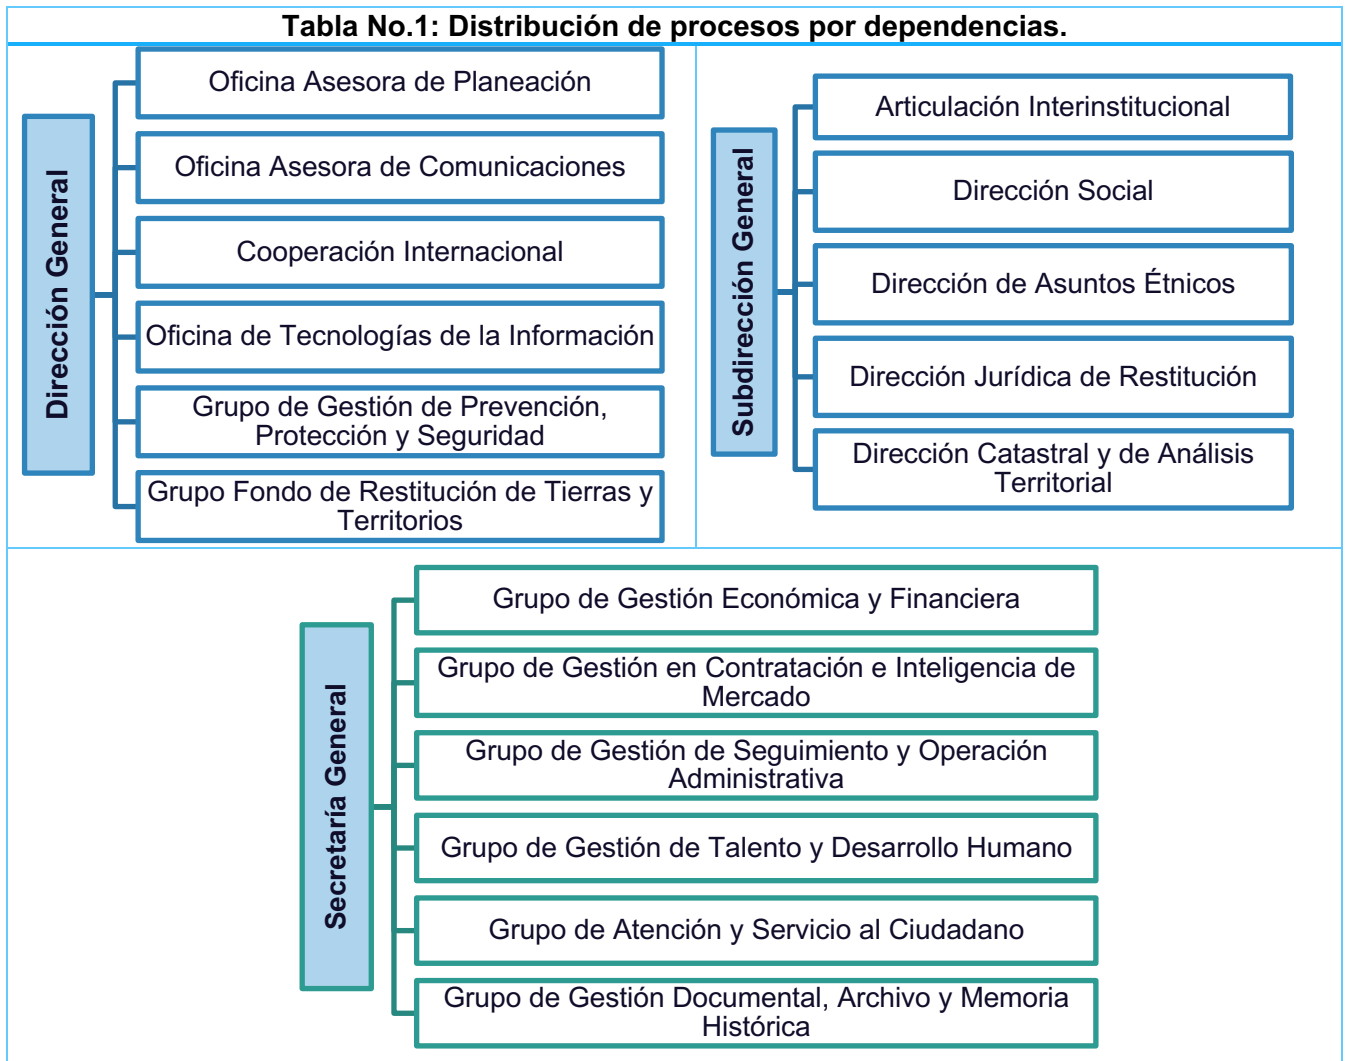 Tabla No.1: Distribución de procesos por dependencias.
Dirección General
Oficina Asesora de Planeación
Oficina Asesora de Comunicaciones
Cooperación Internacional
Oficina de Tecnologías de la Información
Grupo de Gestión de Prevención,
Protección y Seguridad
Grupo Fondo de Restitución de Tierras y
Territorios
Subdirección General
Articulación Interinstitucional
Dirección Social
Dirección de Asuntos Étnicos
Dirección Jurídica de Restitución
Dirección Catastral y de Análisis
Territorial
Secretaría General
Grupo de Gestión Económica y Financiera
Grupo de Gestión en Contratación e Inteligencia de
Mercado
Grupo de Gestión de Seguimiento y Operación
Administrativa
Grupo de Gestión de Talento y Desarrollo Humano
Grupo de Atención y Servicio al Ciudadano
Grupo de Gestión Documental, Archivo y Memoria
Histórica